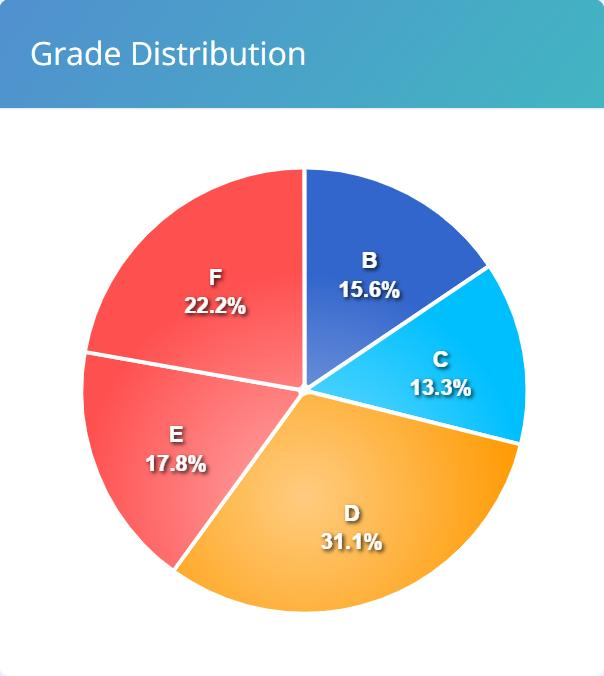 Grade Distribution
F
22.2%
B
15.6%
C
13.3%
E
17.8%
D
31.1%